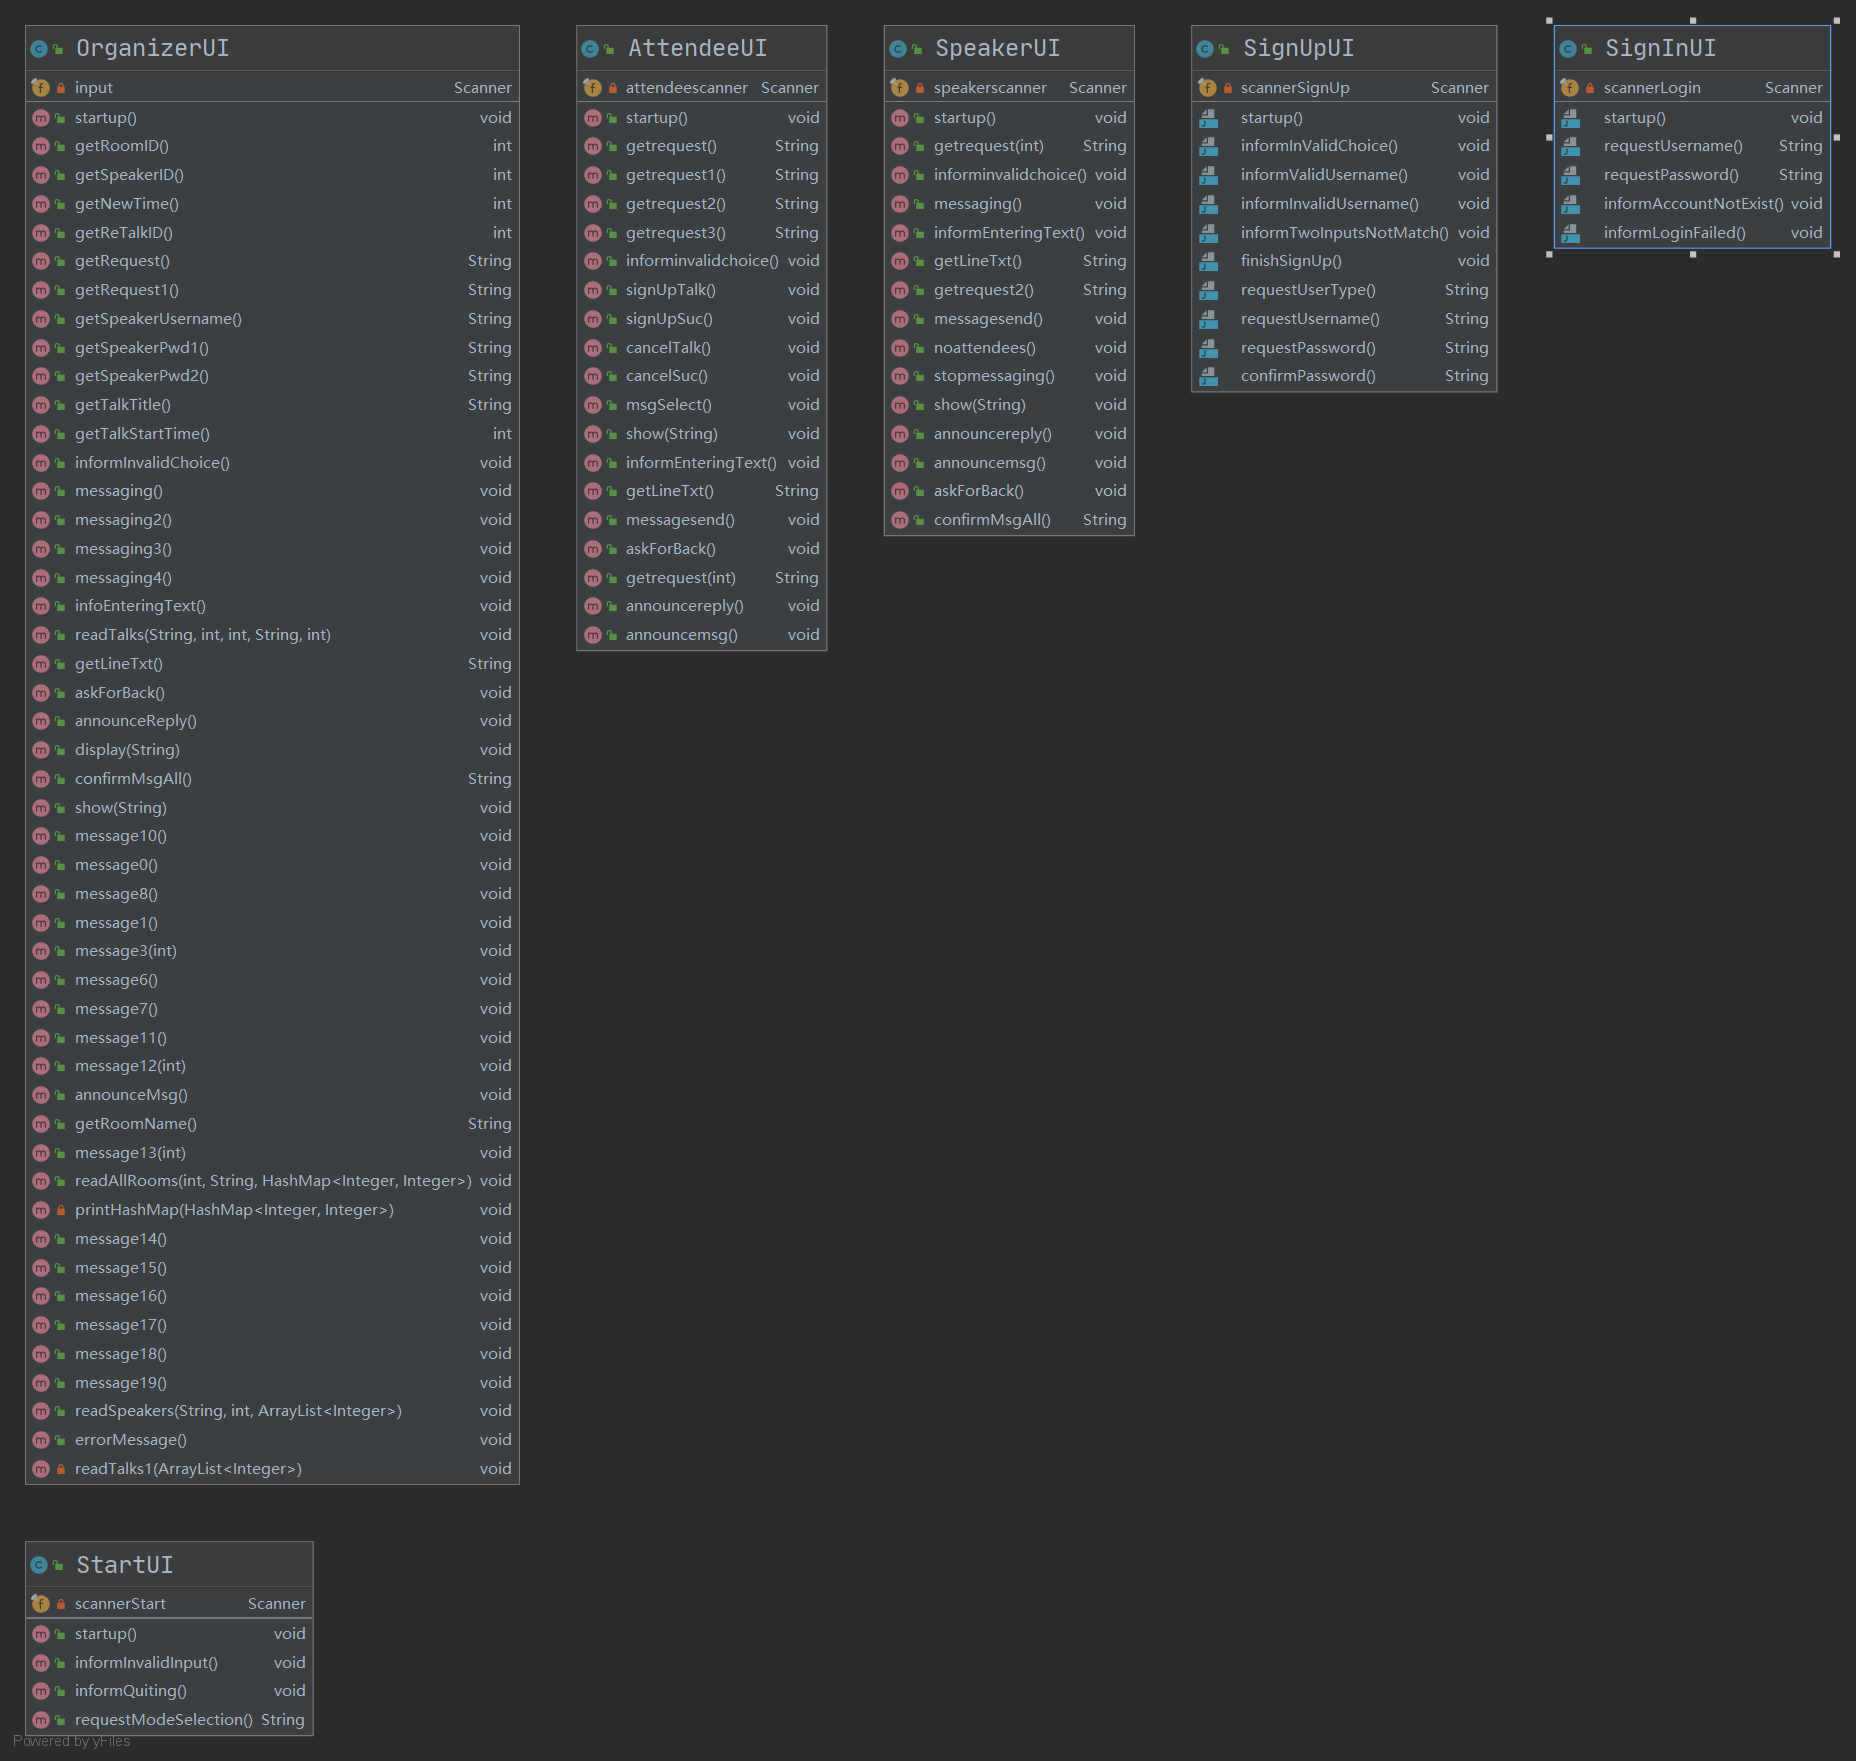 OrganizerUI
input Scanner
startup() void
getRoomID() int
getSpeakerID() int
getNewTime() int
getReTalkID() int
getRequest() String
getRequest1() String
getSpeakerUsername() String
getSpeakerPwd1() String
getSpeakerPwd2() String
getTalkTitle() String
getTalkStartTime() int
informInvalidChoice() void
messaging() void
messaging2() void
messaging3() void
messaging4() void
infoEnteringText() void
readTalks(String, int, int, String, int) void
getLineTxt() String
askForBack() void
announceReply() void
display(String) void
confirmMsgAll() String
show(String) void
message10() void
message0() void
message8() void
message1() void
message3(int) void
message6() void
message7() void
message11() void
message12(int) void
announceMsg() void
getRoomName() String
message13(int) void
readAllRooms(int, String, HashMap<Integer, Integer>) void
printHashMap(HashMap<Integer, Integer>) void
message14() void
message15() void
message16() void
message17() void
message18() void
message19() void
readSpeakers(String, int, ArrayList<Integer>) void
errorMessage() void
readTalks1(ArrayList<Integer>) void
AttendeeUI
attendeescanner Scanner
startup() void
getrequest() String
getrequest1() String
getrequest2() String
getrequest3() String
informinvalidchoice() void
signUpTalk() void
signUpSuc() void
cancelTalk() void
cancelSuc() void
msgSelect() void
show(String) void
informEnteringText() void
getLineTxt() String
messagesend() void
askForBack() void
getrequest(int) String
announcereply() void
announcemsg() void
SpeakerUI
speakerscanner Scanner
startup() void
getrequest(int) String
informinvalidchoice() void
messaging() void
informEnteringText() void
getLineTxt() String
getrequest2() String
messagesend() void
noattendees() void
stopmessaging() void
show(String) void
announcereply() void
announcemsg() void
askForBack() void
confirmMsgAll() String
SignUpUI
scannerSignUp Scanner
startup() void
informInValidChoice() void
informValidUsername() void
informInvalidUsername() void
informTwoInputsNotMatch() void
finishSignUp() void
requestUserType() String
requestUsername() String
requestPassword() String
confirmPassword() String
SignInUI
scannerLogin Scanner
startup() void
requestUsername() String
requestPassword() String
informAccountNotExist() void
informLoginFailed() void
StartUI
scannerStart Scanner
startup() void
informInvalidInput() void
informQuiting() void
requestModeSelection() String
Powered by yFiles